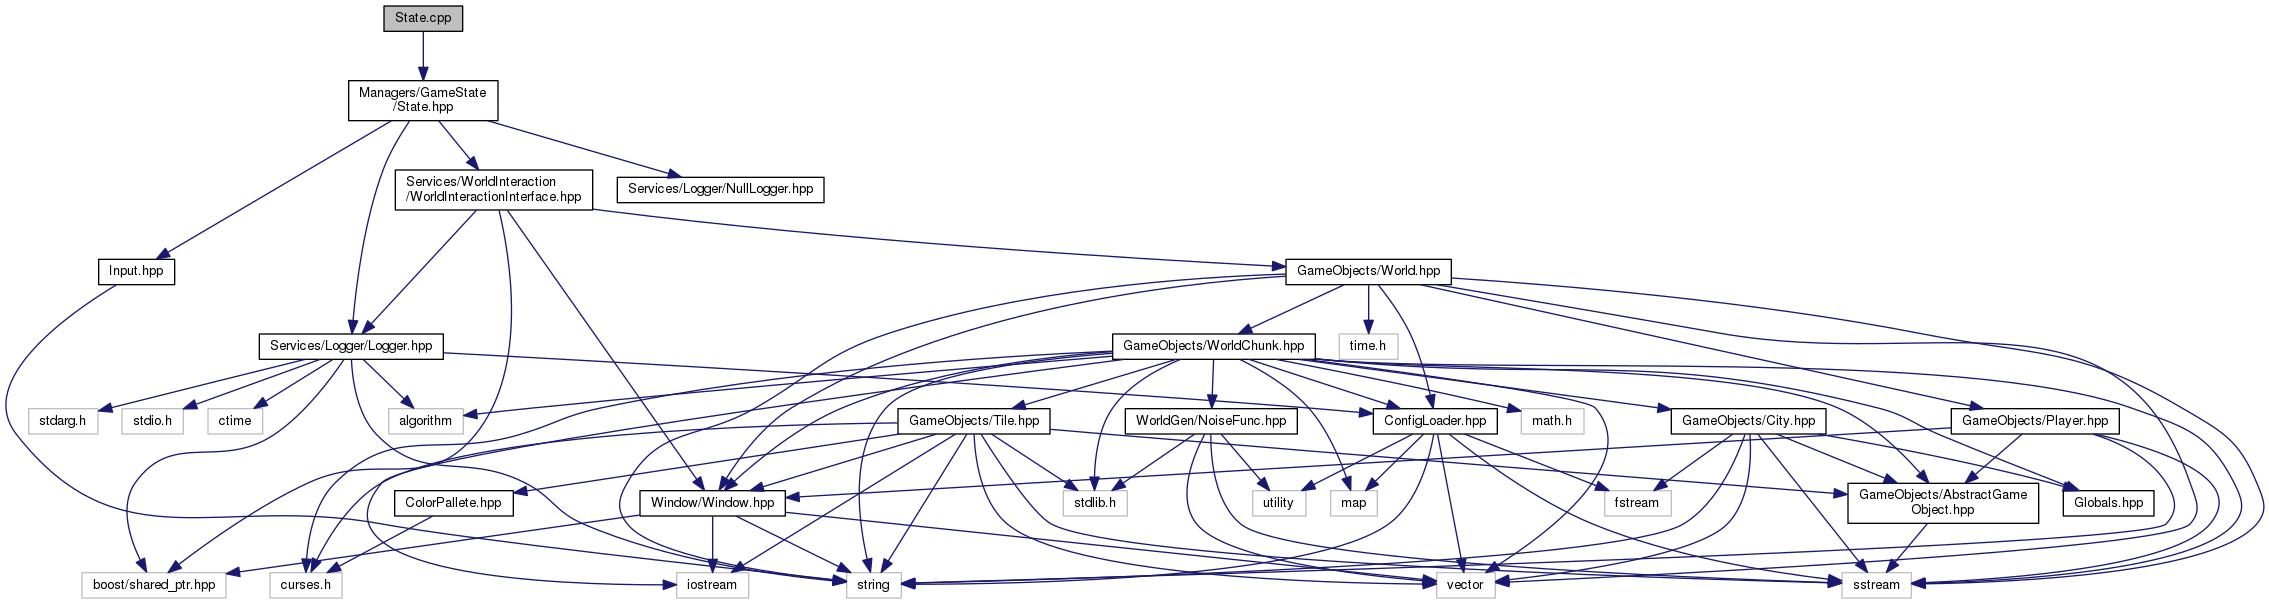 State.cpp
Managers/GameState
/State.hpp
Services/WorldInteraction
/WorldInteractionInterface.hpp
Services/Logger/NullLogger.hpp
Input.hpp
GameObjects/World.hpp
Services/Logger/Logger.hpp
GameObjects/WorldChunk.hpp
time.h
stdarg.h
stdio.h
ctime
algorithm
GameObjects/Tile.hpp
WorldGen/NoiseFunc.hpp
ConfigLoader.hpp
math.h
GameObjects/City.hpp
GameObjects/Player.hpp
ColorPallete.hpp
Window/Window.hpp
stdlib.h
utility
map
fstream
GameObjects/AbstractGame
Object.hpp
Globals.hpp
boost/shared_ptr.hpp
curses.h
iostream
string
vector
sstream